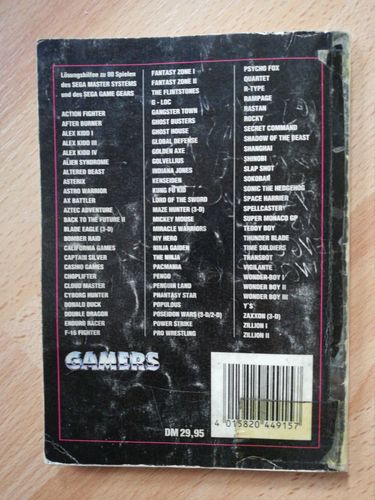 Lösungshilfen zu 80 Spielen
des SEGA MASTER SYSTEMS
und des SEGA GAME GEARS
ACTION FIGHTER
AFTER BURNER
ALEX KIDD I
ALEX KIDD III
ALEX KIDD IV
ALIEN SYNDROME
ALTERED BEAST
ASTERIX
ASTRO WARRIOR
AX BATTLER
AZTEC ADVENTURE
BACK TO THE FUTURE II
BLADE EAGLE (3-D)
BOMBER RAID
CALIFORNIA GAMES
CAPTAIN SILVER
CASINO GAMES
CHOPLIFTER
CLOUD MASTER
CYBORG HUNTER
DONALD DUCK
DOUBLE DRAGON
ENDURO RACER
F-16 FIGHTER
FANTASY ZONE I
FANTASY ZONE II
THE FLINTSTONES
G - LOC
GANGSTER TOWN
GHOST BUSTERS
GHOST HOUSE
GLOBAL DEFENSE
GOLDEN AXE
GOLVELLIUS
INDIANA JONES
KENSEIDEN
KUNG FU KID
LORD OF THE SWORD
MAZE HUNTER (3-D)
MICKEY MOUSE
MIRACLE WARRIORS
MY HERO
NINJA GAIDEN
THE NINJA
PACMANIA
PENGO
PENGUIN LAND
PHANTASY STAR
POPULOUS
POSEIDON WARS (3-D/2-D)
POWER STRIKE
PRO WRESTLING
PSYCHO FOX
QUARTET
R-TYPE
RAMPAGE
RASTAN
ROCKY
SECRET COMMAND
SHADOW OF THE BEAST
SHANGHAI
SHINOBI
SLAP SHOT
SOKOBAN
SONIC THE HEDGEHOG
SPACE HARRIER
SPELLCASTER
SUPER MONACO GP
TEDDY BOY
THUNDER BLADE
TIME SOLDIERS
TRANSBOT
VIGILANTE
WONDER-BOY I
WONDER BOY II
WONDER BOY III
Y'S
ZAXXON (3-D)
ZILLION I
ZILLION II
GAMERS
4 015820 449157
DM 29,95